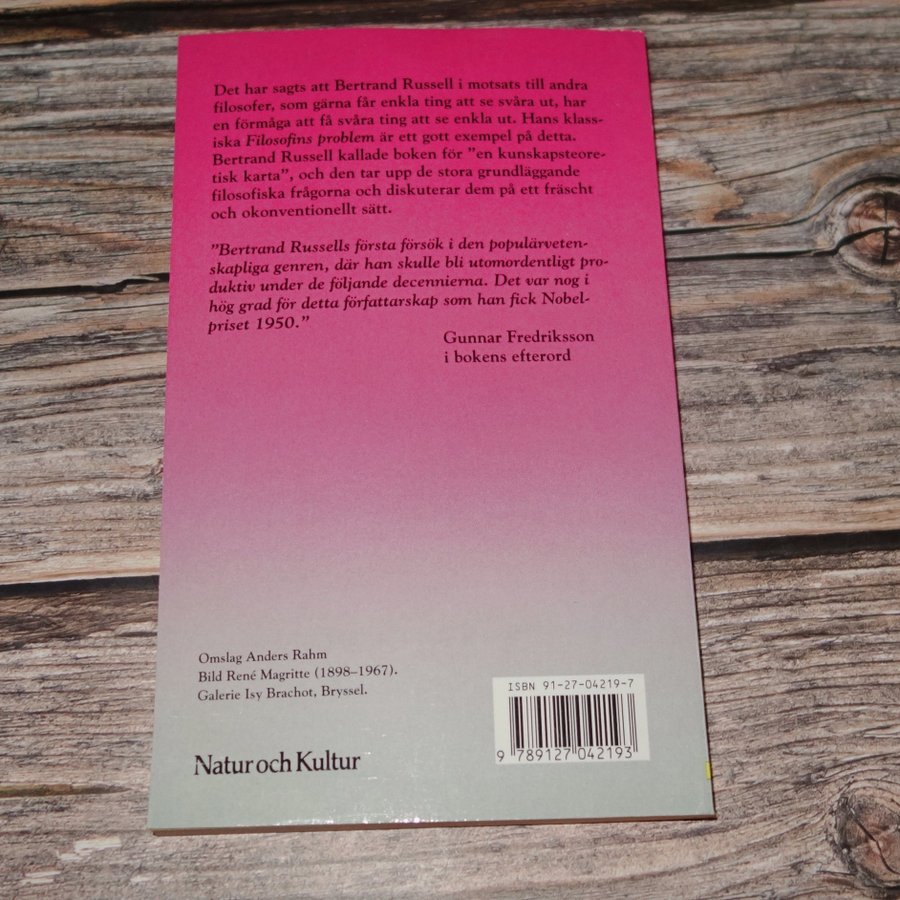 Det har sagts att Bertrand Russell i motsats till andra
filosofer, som gärna får enkla ting att se svåra ut, har
en förmåga att få svåra ting att se enkla ut. Hans klass-
iska Filosofins problem är ett gott exempel på detta.
Bertrand Russell kallade boken för ”en kunskapsteore-
tisk karta”, och den tar upp de stora grundläggande
filosofiska frågorna och diskuterar dem på ett fräscht
och okonventionellt sätt.
”Bertrand Russells första försök i den populärveten-
skapliga genren, där han skulle bli utomordentligt pro-
duktiv under de följande decennierna. Det var nog i
hög grad för detta författarskap som han fick Nobel-
priset 1950.”
Gunnar Fredriksson
i bokens efterord
Omslag Anders Rahm
Bild René Magritte (1898–1967).
Galerie Isy Brachot, Bryssel.
Natur och Kultur
ISBN 91-27-04219-7
9 789127 042193